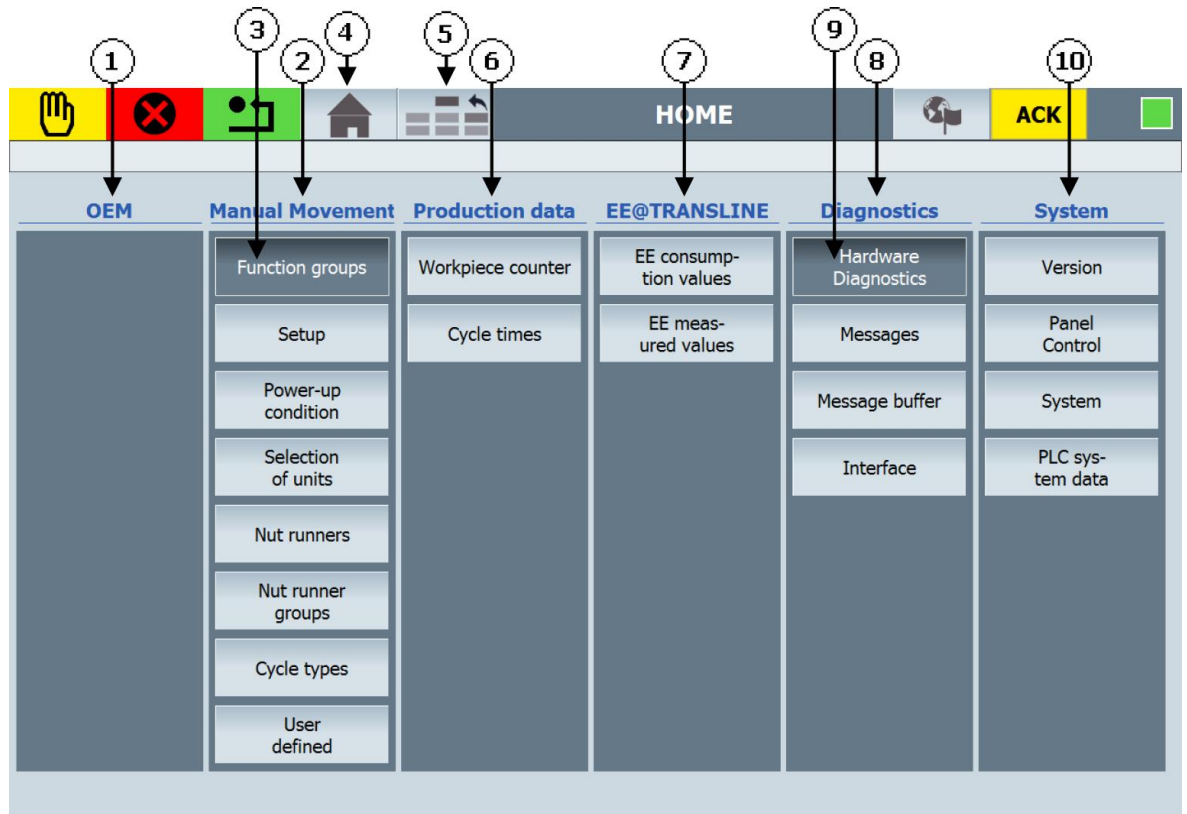 3
4
5
9
1
2
6
7
8
10
HOME
ACK
OEM
Manual Movement
Production data
EE@TRANSLINE
Diagnostics
System
Function groups
Setup
Power-up
condition
Selection
of units
Nut runners
Nut runner
groups
Cycle types
User
defined
Workpiece counter
Cycle times
EE consump-
tion values
EE meas-
ured values
Hardware
Diagnostics
Messages
Message buffer
Interface
Version
Panel
Control
System
PLC sys-
tem data